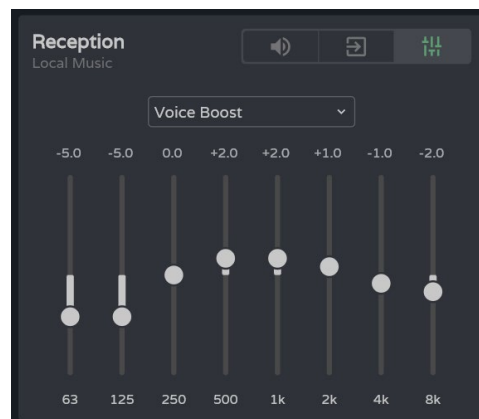 Reception
Local Music
Voice Boost
-5.0 -5.0 0.0 +2.0 +2.0 +1.0 -1.0 -2.0
63 125 250 500 1k 2k 4k 8k